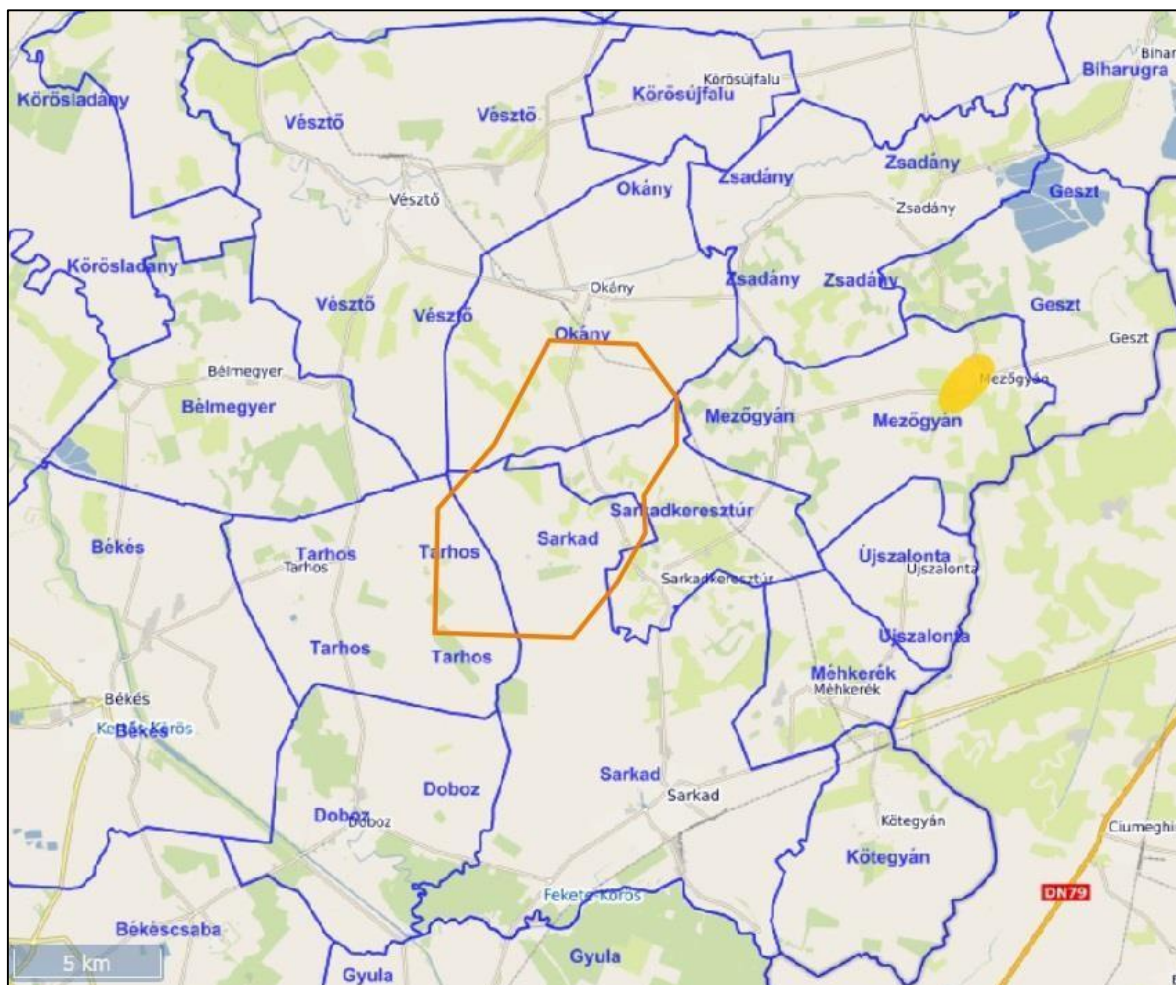 Bihar
Biharugra
Körösújfalu
Körösladány
Körösújfalu
Vésztő
Vésztő
Zsadány
Okány
Zsadány
Geszt
Vésztő
Zsadány
Körösladány
Zsadány
Zsadány
Okány
Vésztő
Vésztő
Geszt
Okány
Geszt
Bélmegyer
Mezőgyán
Bélmegyer
Mezőgyán
Mezőgyán
Sarkadkeresztúr
Sarkad
Békés
Tarhos
Tarhos
Újszalonta
Tarhos
Újszalonta
Sarkadkeresztúr
Újszalonta
Tarhos
Tarhos
Méhkerék
Méhkerék
Békés
Békés
Sarkad
Doboz
Sarkad
Doboz
Doboz
Kötegyán
Ciumeghi
Kötegyán
Fekete-Körös
DN79
Békéscsaba
Gyula
5 km
Gyula